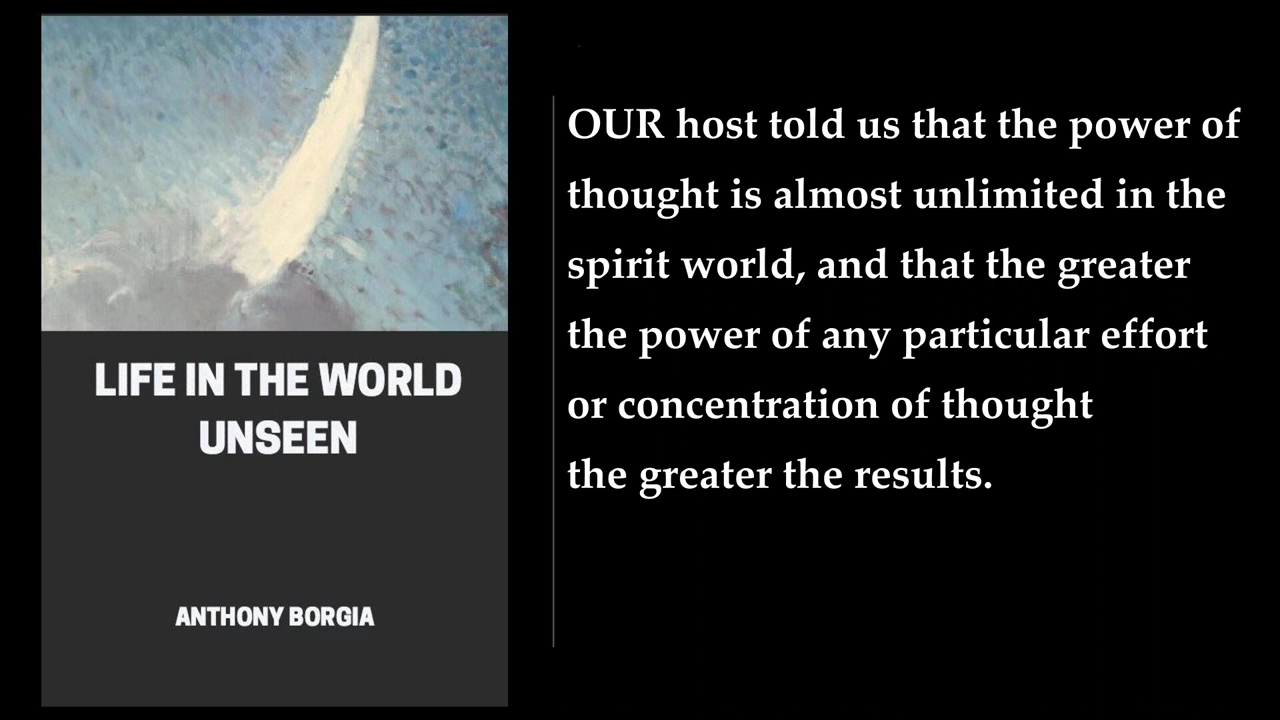 LIFE IN THE WORLD
UNSEEN
ANTHONY BORGIA
OUR host told us that the power of
thought is almost unlimited in the
spirit world, and that the greater
the power of any particular effort
or concentration of thought
the greater the results.